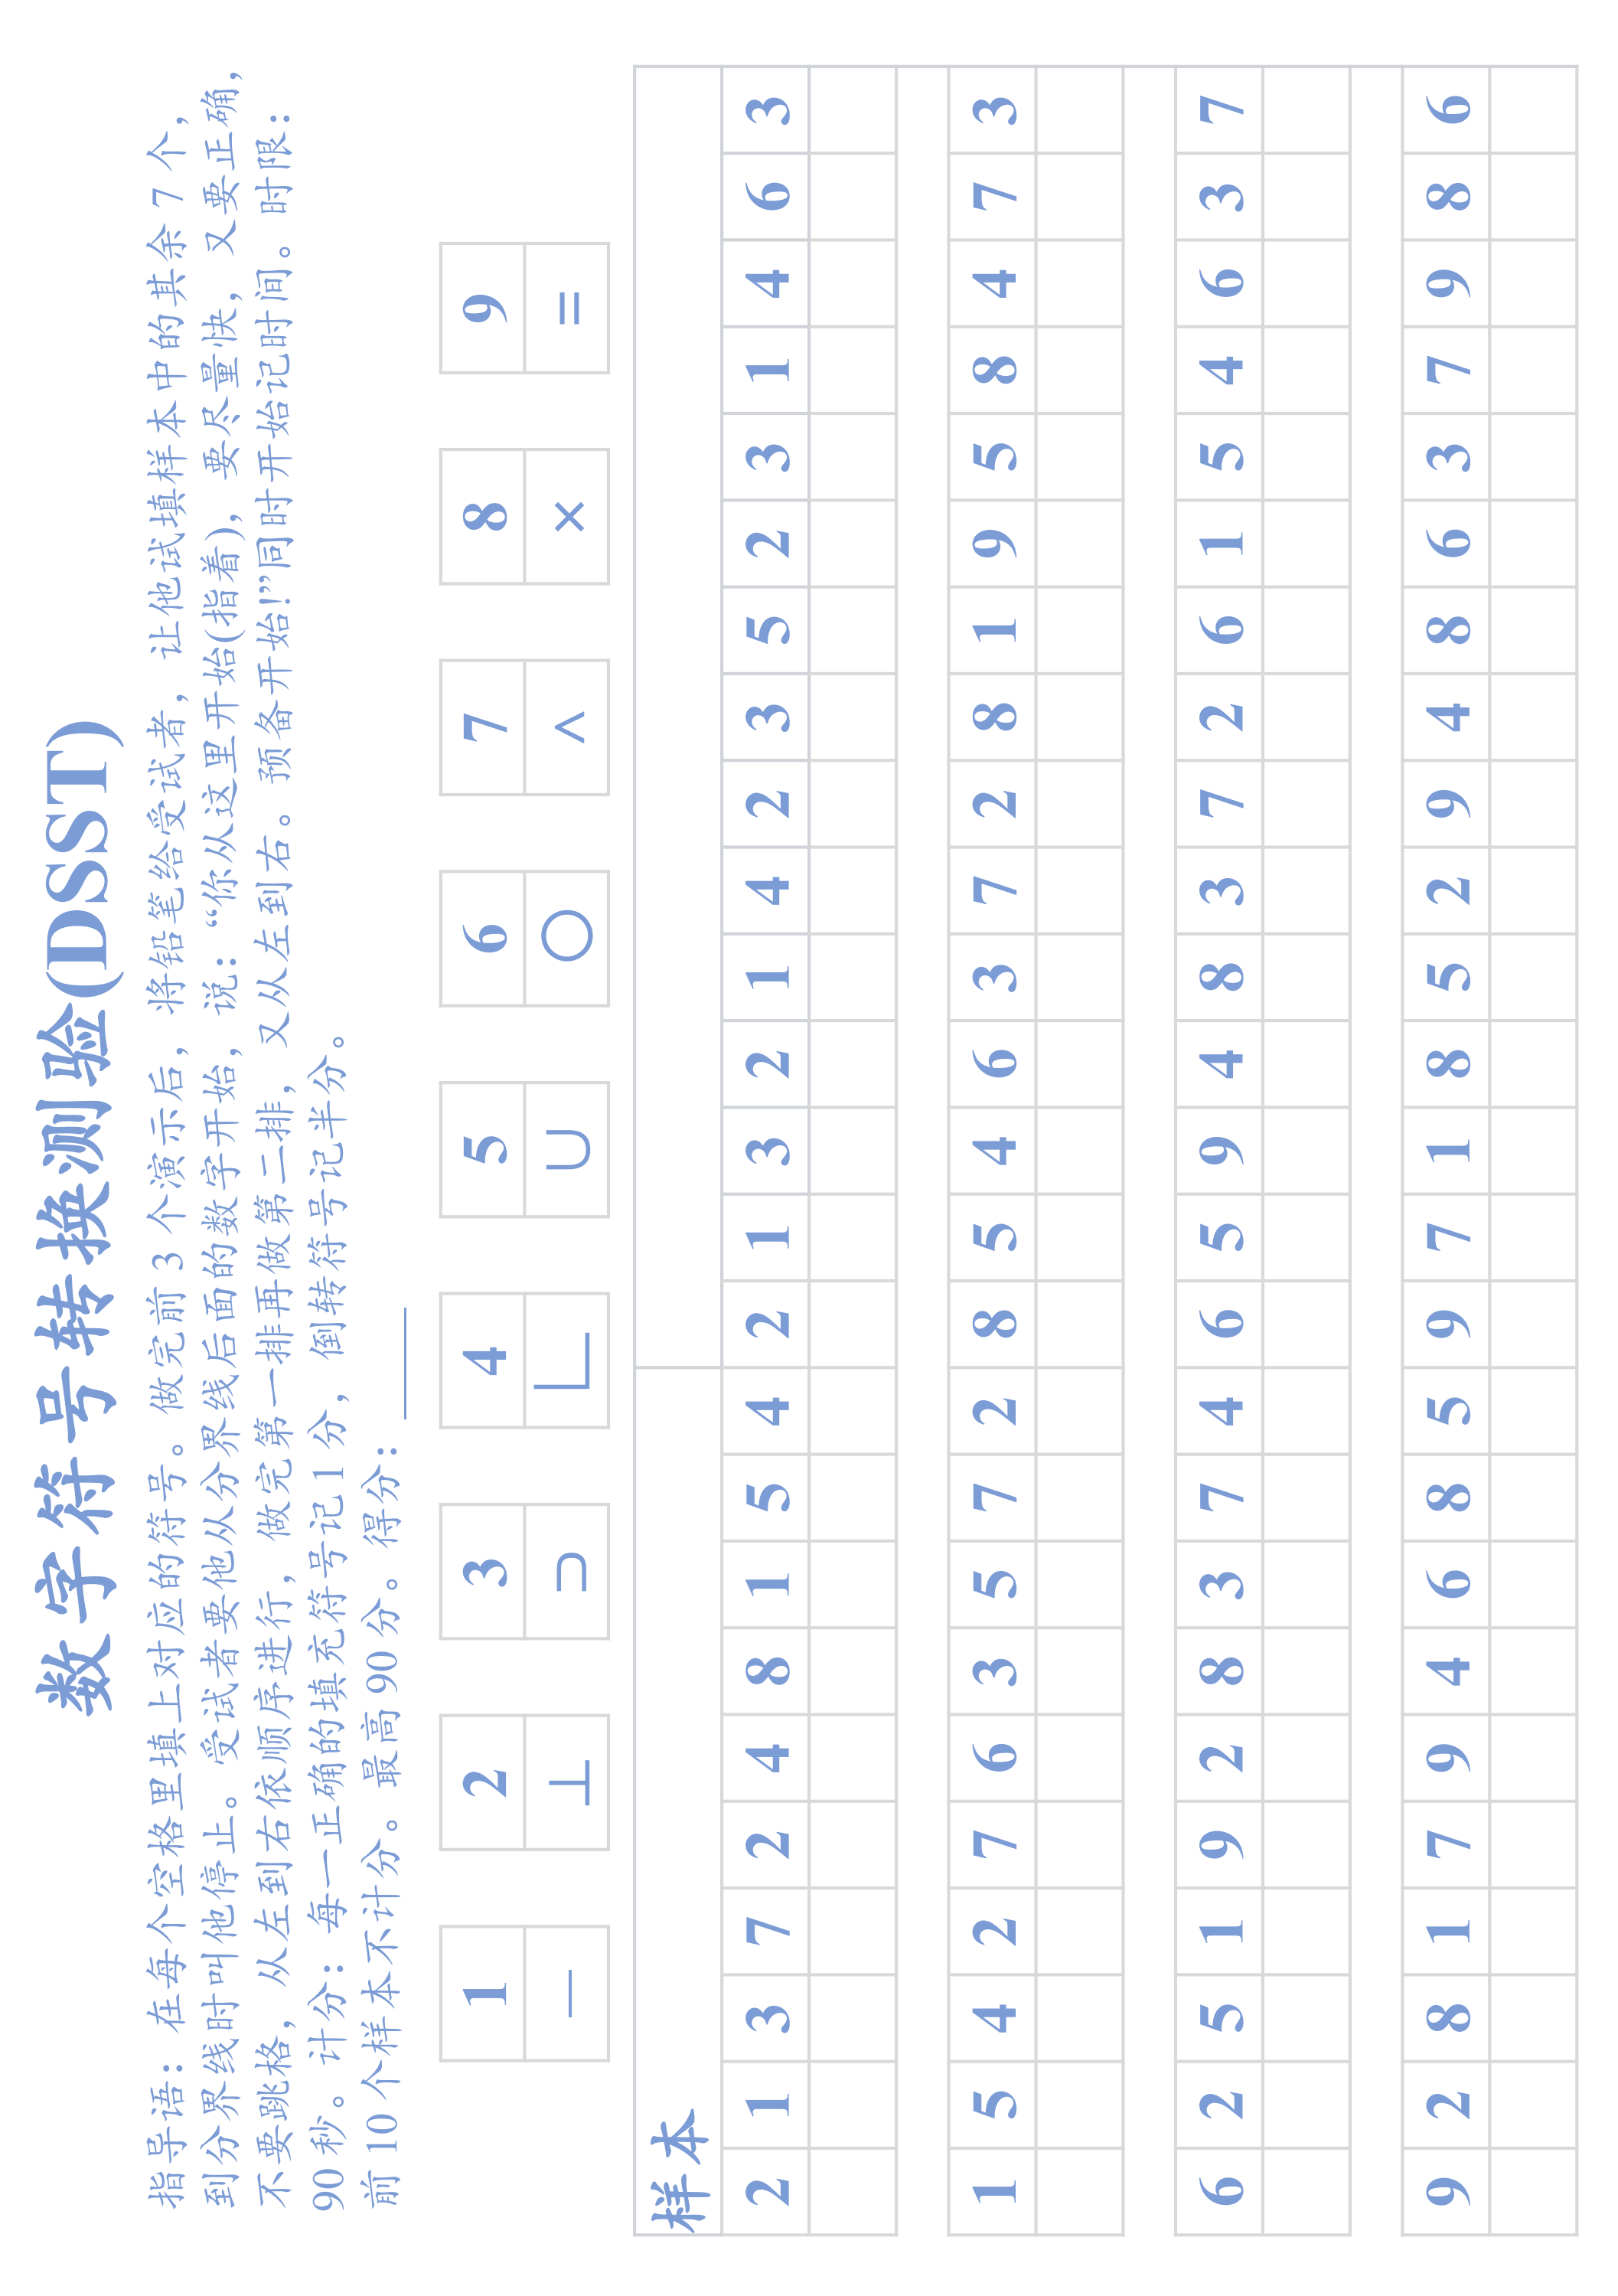 数字符号转换测验(DSST)
指导语：在每个空格里填上对应的符号。做完前 3 个演示后，将铅笔给受试者，让他试填样本中的其余 7 个，
到分界线时叫他停止。受试者要他从分界线后面的数字开始，说：“你从这里开始(指着)，要尽量快，又要正确，
不要跳格，从左到右依顺序进行，做完第一排再做第二排，又从左到右。预备开始!”同时开始记时间。时限：
90 秒。计分：每一正确的填充符号记 1 分，倒转符号记半分。
前 10 个样本不计分。最高 90 分。得分：____
1 2 3 4 5 6 7 8 9
— ⊥ ⊃ L U ○ ∧ × =
样本
2 1 3 7 2 4 8 1 5 4 2 1 3 2 1 4 2 3 5 2 3 1 4 6 3
1 5 4 2 7 6 3 5 7 2 8 5 4 6 3 7 2 8 1 9 5 8 4 7 3
6 2 5 1 9 2 8 3 7 4 6 5 9 4 8 3 7 2 6 1 5 4 6 3 7
9 2 8 1 7 9 4 6 8 5 9 7 1 8 5 2 9 4 8 6 3 7 9 8 6